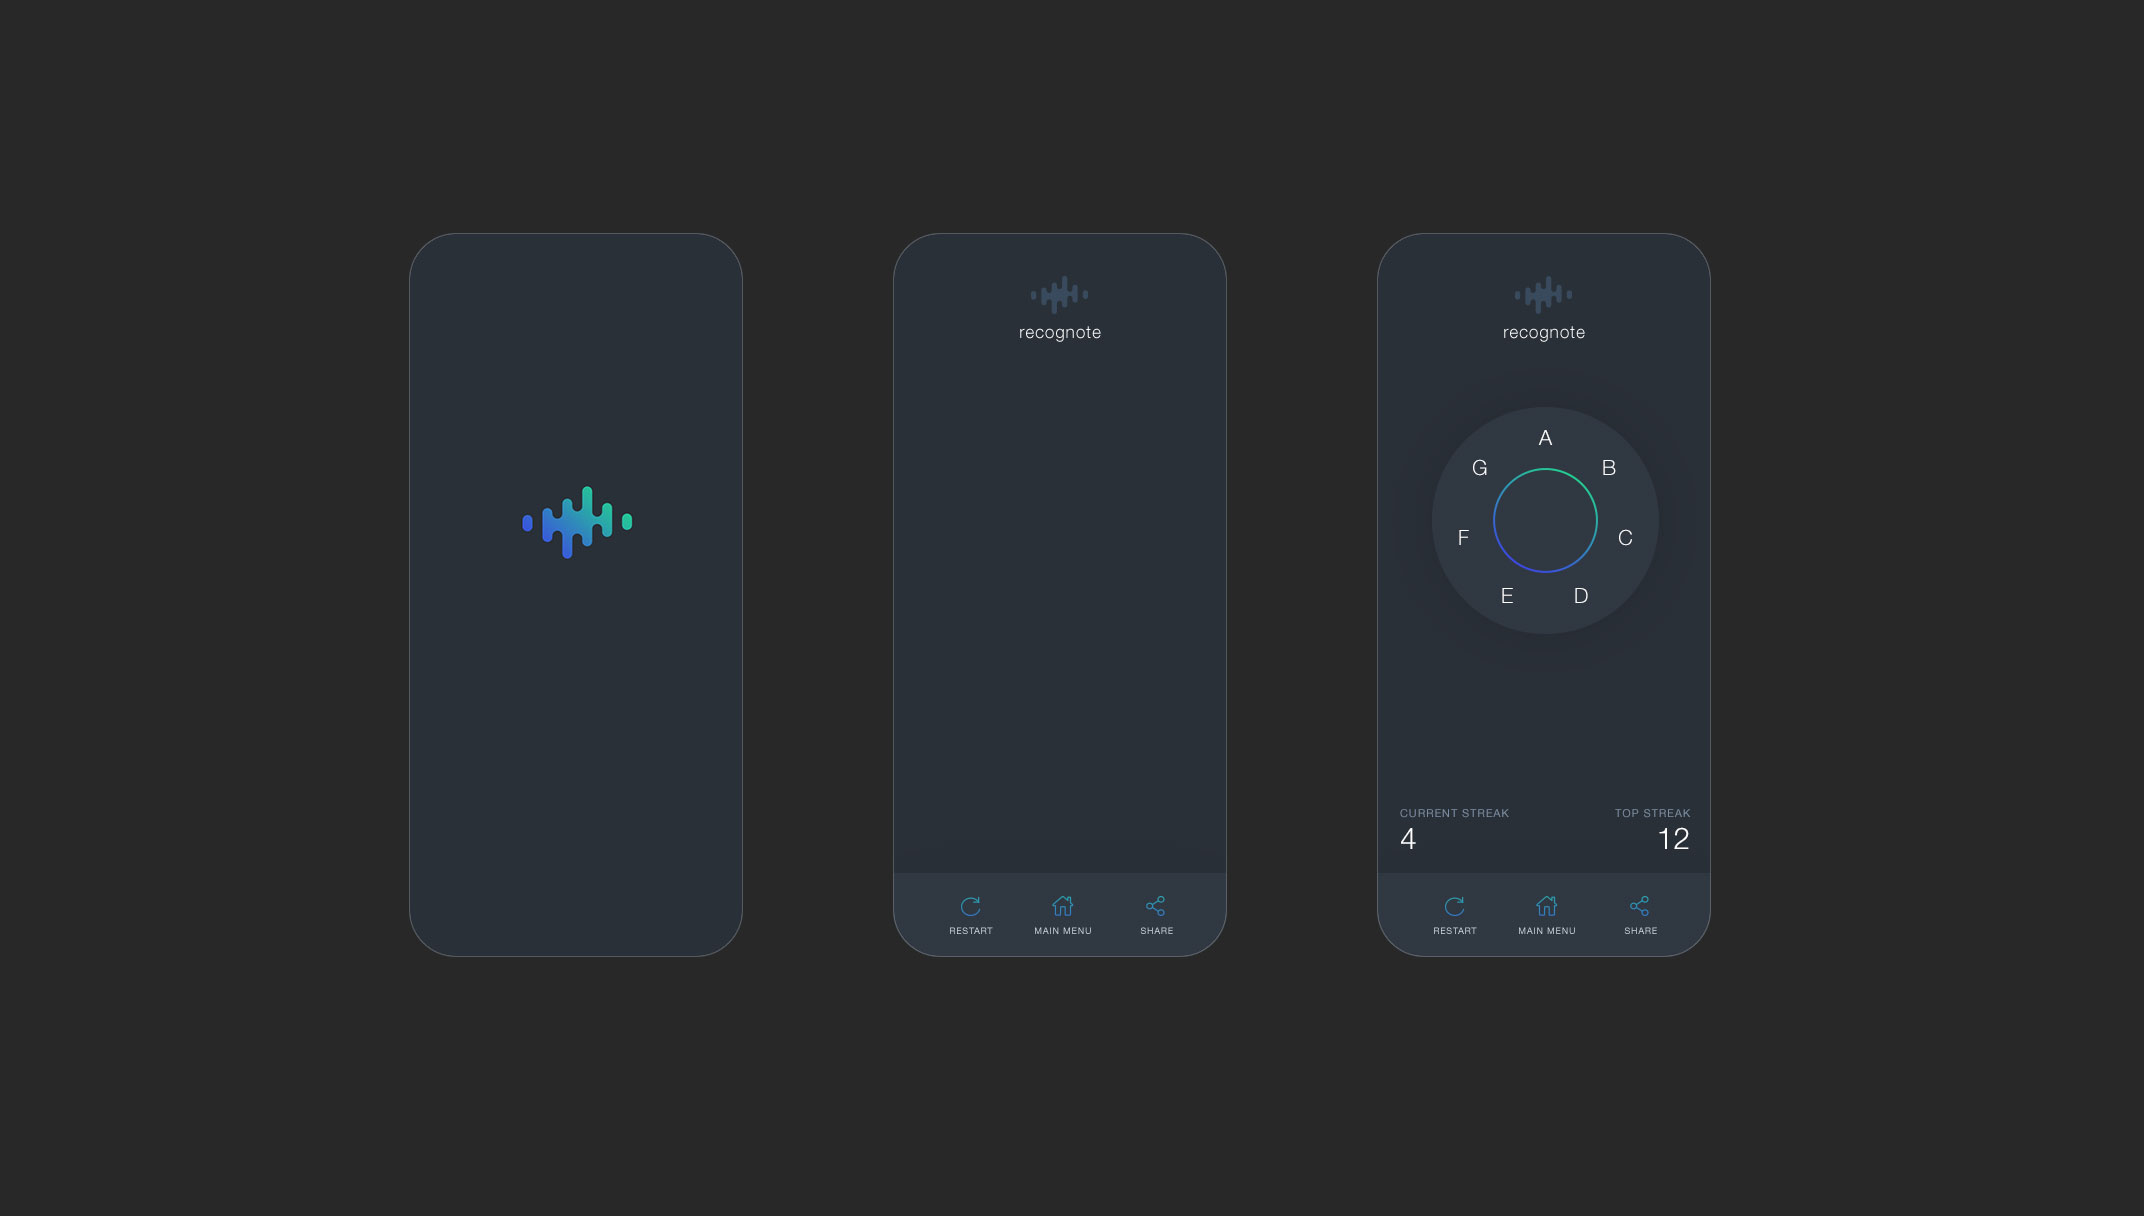 recognote
RESTART MAIN MENU SHARE
recognote
A
G B
F C
E D
CURRENT STREAK TOP STREAK
4 12
RESTART MAIN MENU SHARE